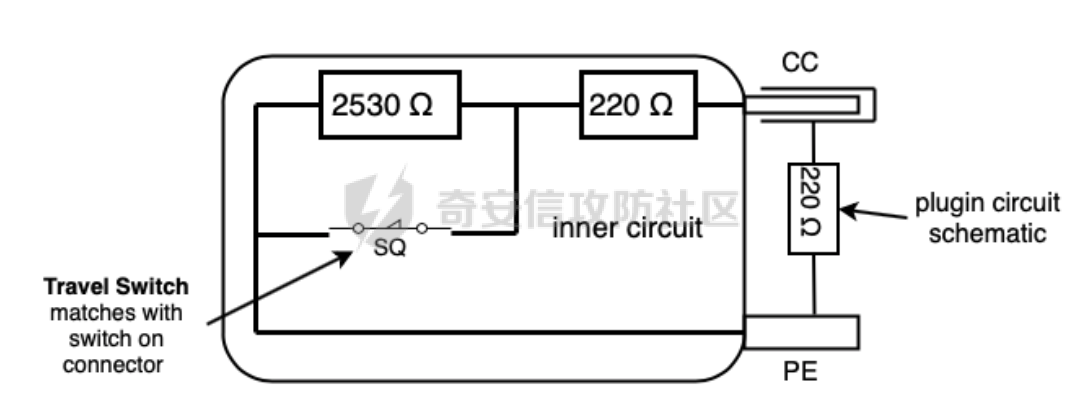 CC
2530 Ω
220 Ω
220 Ω
奇安信攻防社区
plugin circuit
schematic
inner circuit
SQ
Travel Switch
matches with
switch on
connector
PE